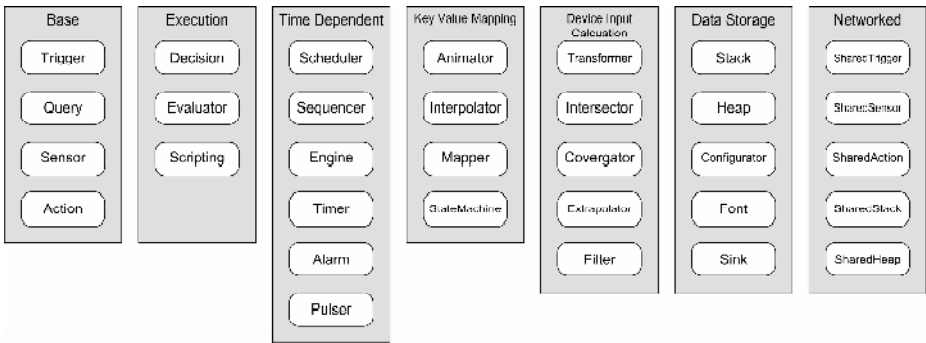 Base
Trigger
Query
Sensor
Action
Execution
Decision
Evaluator
Scripting
Time Dependent
Scheduler
Sequencer
Engine
Timer
Alarm
Pulsor
Key Value Mapping
Animator
Interpolator
Mapper
StateMachine
Device Input
Calcuation
Transformer
Intersector
Covergator
Extrapolator
Filter
Data Storage
Stack
Heap
Configurator
Font
Sink
Networked
SharedTrigger
SharedSensor
SharedAction
SharedStack
SharedHeap